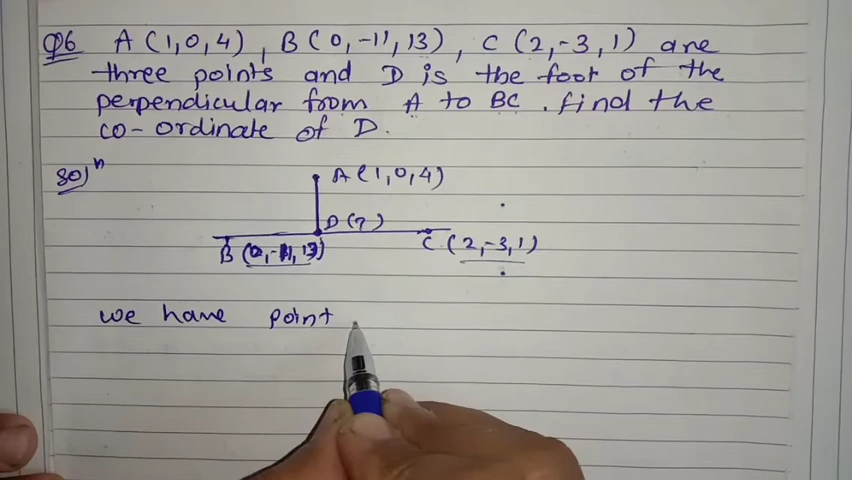 Q6 A (1, 0, 4) , B (0, -11, 13) , C (2, -3, 1) are
three points and D is the foot of the
perpendicular from A to BC . find the
co-ordinate of D.
Solⁿ
A (1, 0, 4)
D (?)
B (0, -11, 13) C (2, -3, 1)
we have point